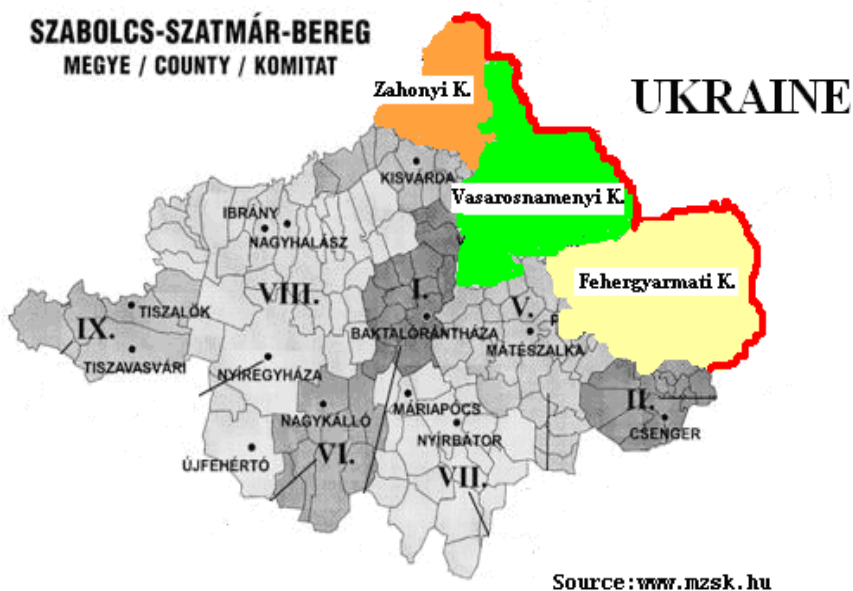 SZABOLCS-SZATMÁR-BEREG
MEGYE / COUNTY / KOMITAT
UKRAINE
Zahonyi K.
KISVÁRDA
Vasarosnamenyi K.
IBRÁNY
NAGYHALÁSZ
Fehergyarmati K.
VIII.
I.
V.
IX.
TISZALÖK
BAKTALÓRÁNTHÁZA
MÁTÉSZALKA
TISZAVASVÁRI
NYÍREGYHÁZA
II.
NAGYKÁLLÓ
MÁRIAPÓCS
CSENGER
NYÍRBÁTOR
ÚJFEHÉRTÓ
VI.
VII.
Source:www.mzsk.hu